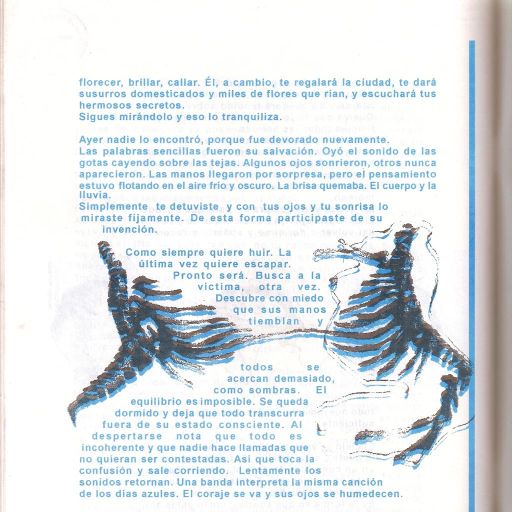 florecer, brillar, callar. Él, a cambio, te regalará la ciudad, te dará
susurros domesticados y miles de flores que rían, y escuchará tus
hermosos secretos.
Sigues mirándolo y eso lo tranquiliza.
Ayer nadie lo encontró, porque fue devorado nuevamente.
Las palabras sencillas fueron su salvación. Oyó el sonido de las
gotas cayendo sobre las tejas. Algunos ojos sonrieron, otros nunca
aparecieron. Las manos llegaron por sorpresa, pero el pensamiento
estuvo flotando en el aire frío y oscuro. La brisa quemaba. El cuerpo y la
lluvia.
Simplemente te detuviste y con tus ojos y tu sonrisa lo
miraste fijamente. De esta forma participaste de su
invención.
Como siempre quiere huir. La
última vez quiere escapar.
Pronto será. Busca a la
victima, otra vez.
Descubre con miedo
que sus manos
tiemblan y
todos se
acercan demasiado,
como sombras. El
equilibrio es imposible. Se queda
dormido y deja que todo transcurra
fuera de su estado consciente. Al
despertarse nota que todo es
incoherente y que nadie hace llamadas que
no quieran ser contestadas. Asi que toca la
confusión y sale corriendo. Lentamente los
sonidos retornan. Una banda interpreta la misma canción
de los dias azules. El coraje se va y sus ojos se humedecen.